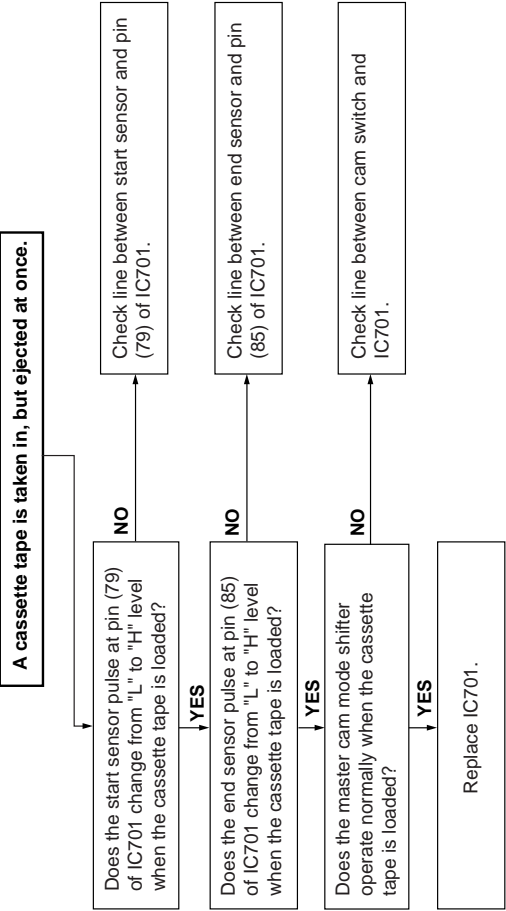 A cassette tape is taken in, but ejected at once.
Does the start sensor pulse at pin (79)
of IC701 change from "L" to "H" level
when the cassette tape is loaded?
NO
Check line between start sensor and pin
(79) of IC701.
YES
Does the end sensor pulse at pin (85)
of IC701 change from "L" to "H" level
when the cassette tape is loaded?
NO
Check line between end sensor and pin
(85) of IC701.
YES
Does the master cam mode shifter
operate normally when the cassette
tape is loaded?
NO
Check line between cam switch and
IC701.
YES
Replace IC701.